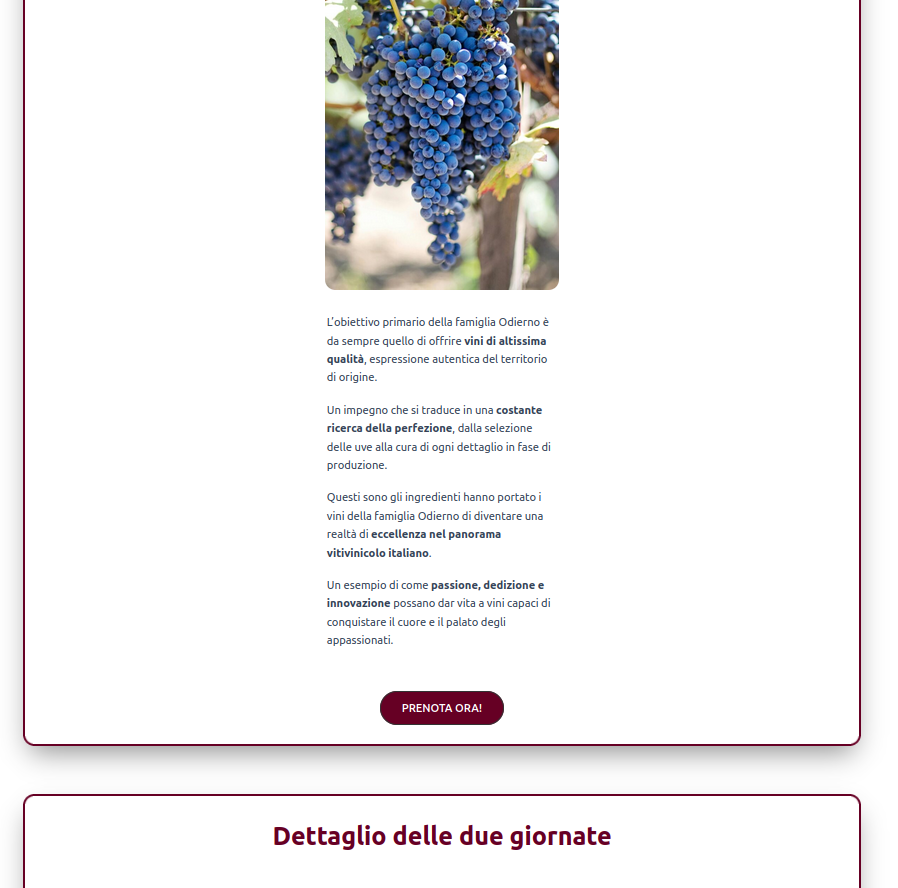 L'obiettivo primario della famiglia Odierno è
da sempre quello di offrire vini di altissima
qualità, espressione autentica del territorio
di origine.
Un impegno che si traduce in una costante
ricerca della perfezione, dalla selezione
delle uve alla cura di ogni dettaglio in fase di
produzione.
Questi sono gli ingredienti hanno portato i
vini della famiglia Odierno di diventare una
realtà di eccellenza nel panorama
vitivinicolo italiano.
Un esempio di come passione, dedizione e
innovazione possano dar vita a vini capaci di
conquistare il cuore e il palato degli
appassionati.
PRENOTA ORA!
Dettaglio delle due giornate